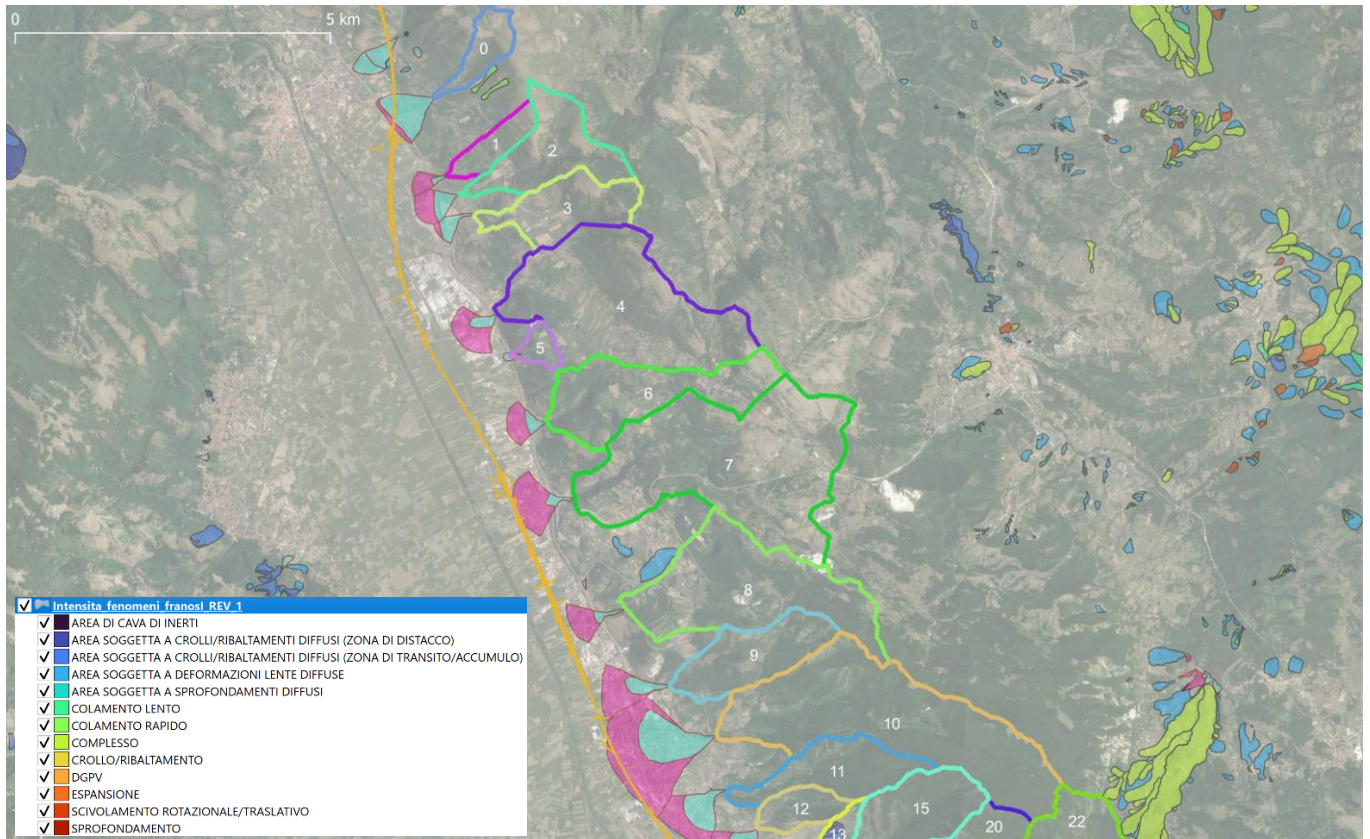 0
5 km
0
1
2
3
4
5
6
7
8
9
10
11
12
13
15
20
22
Intensita_fenomeni_franosI_REV_1
AREA DI CAVA DI INERTI
AREA SOGGETTA A CROLLI/RIBALTAMENTI DIFFUSI (ZONA DI DISTACCO)
AREA SOGGETTA A CROLLI/RIBALTAMENTI DIFFUSI (ZONA DI TRANSITO/ACCUMULO)
AREA SOGGETTA A DEFORMAZIONI LENTE DIFFUSE
AREA SOGGETTA A SPROFONDAMENTI DIFFUSI
COLAMENTO LENTO
COLAMENTO RAPIDO
COMPLESSO
CROLLO/RIBALTAMENTO
DGPV
ESPANSIONE
SCIVOLAMENTO ROTAZIONALE/TRASLATIVO
SPROFONDAMENTO